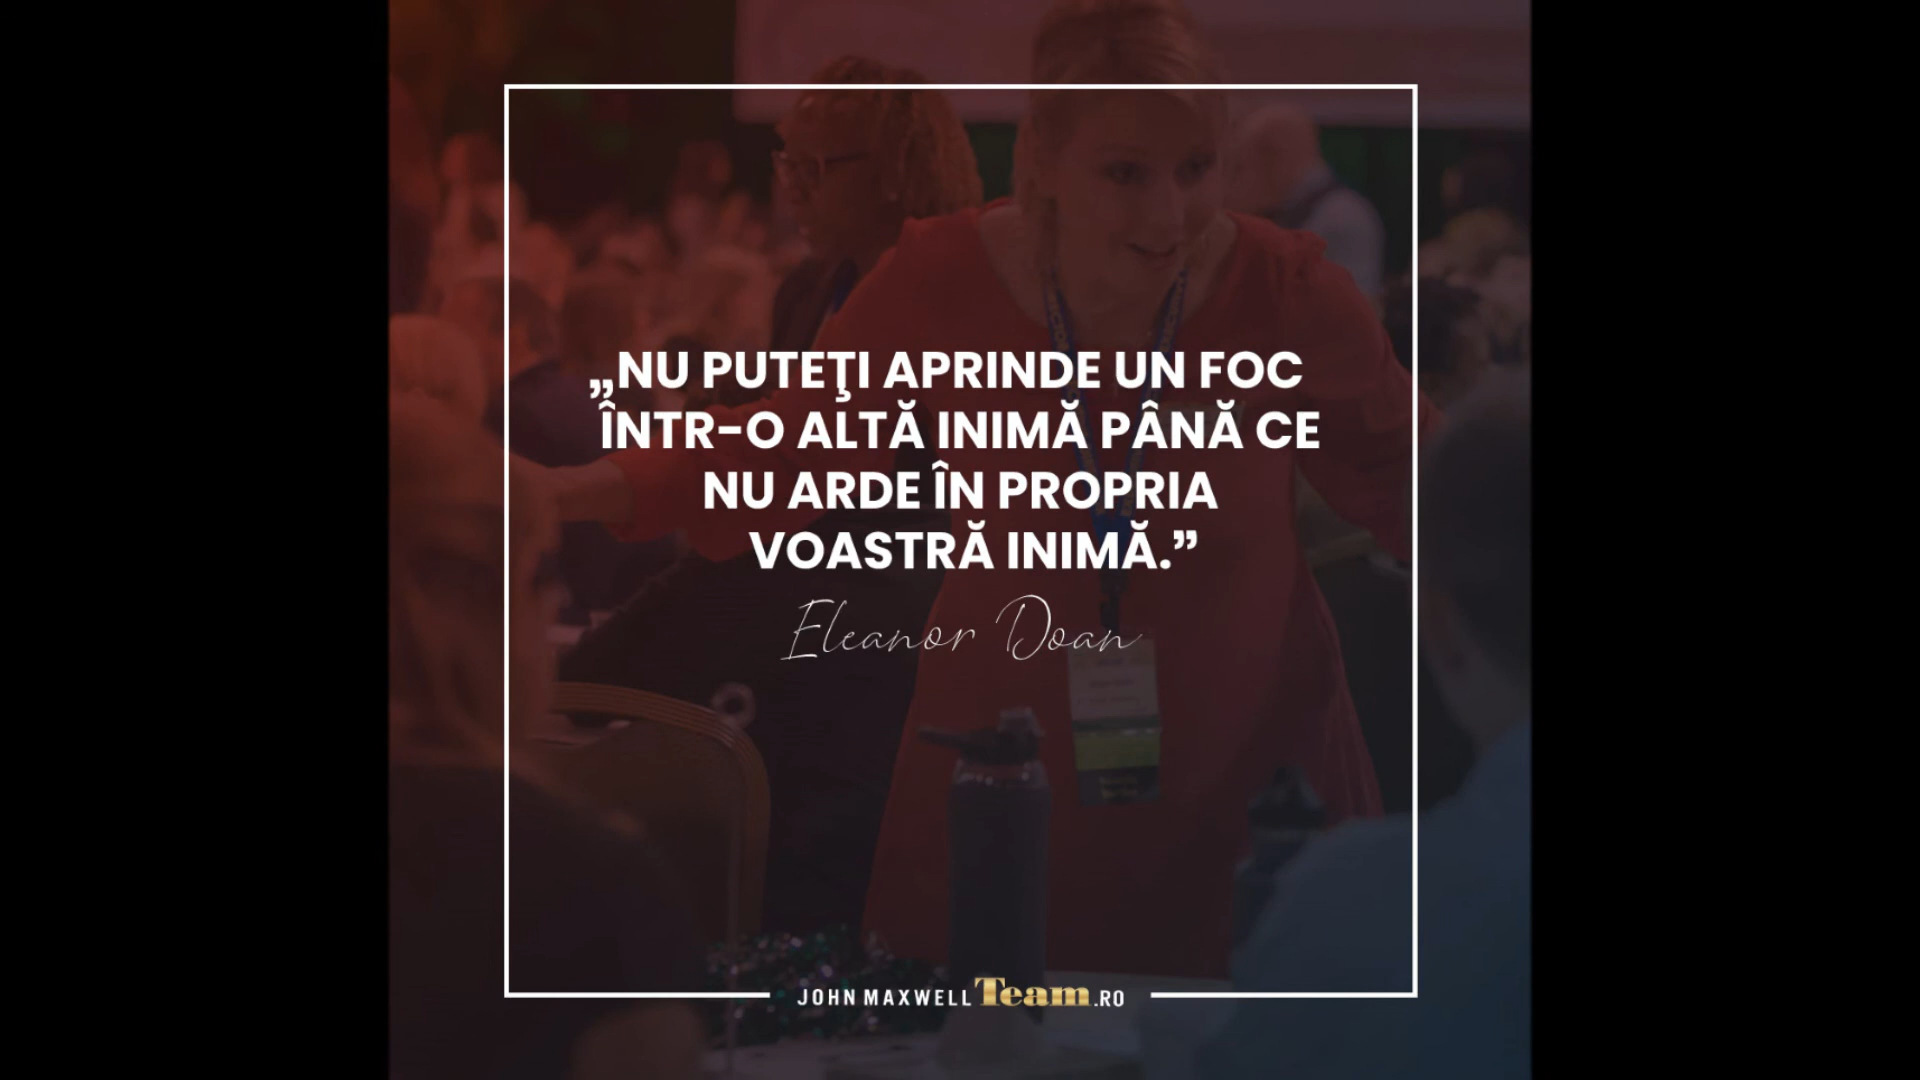 „NU PUTEŢI APRINDE UN FOC
ÎNTR-O ALTĂ INIMĂ PÂNĂ CE
NU ARDE ÎN PROPRIA
VOASTRĂ INIMĂ.”
Eleanor Doan
JOHN MAXWELL Team.RO